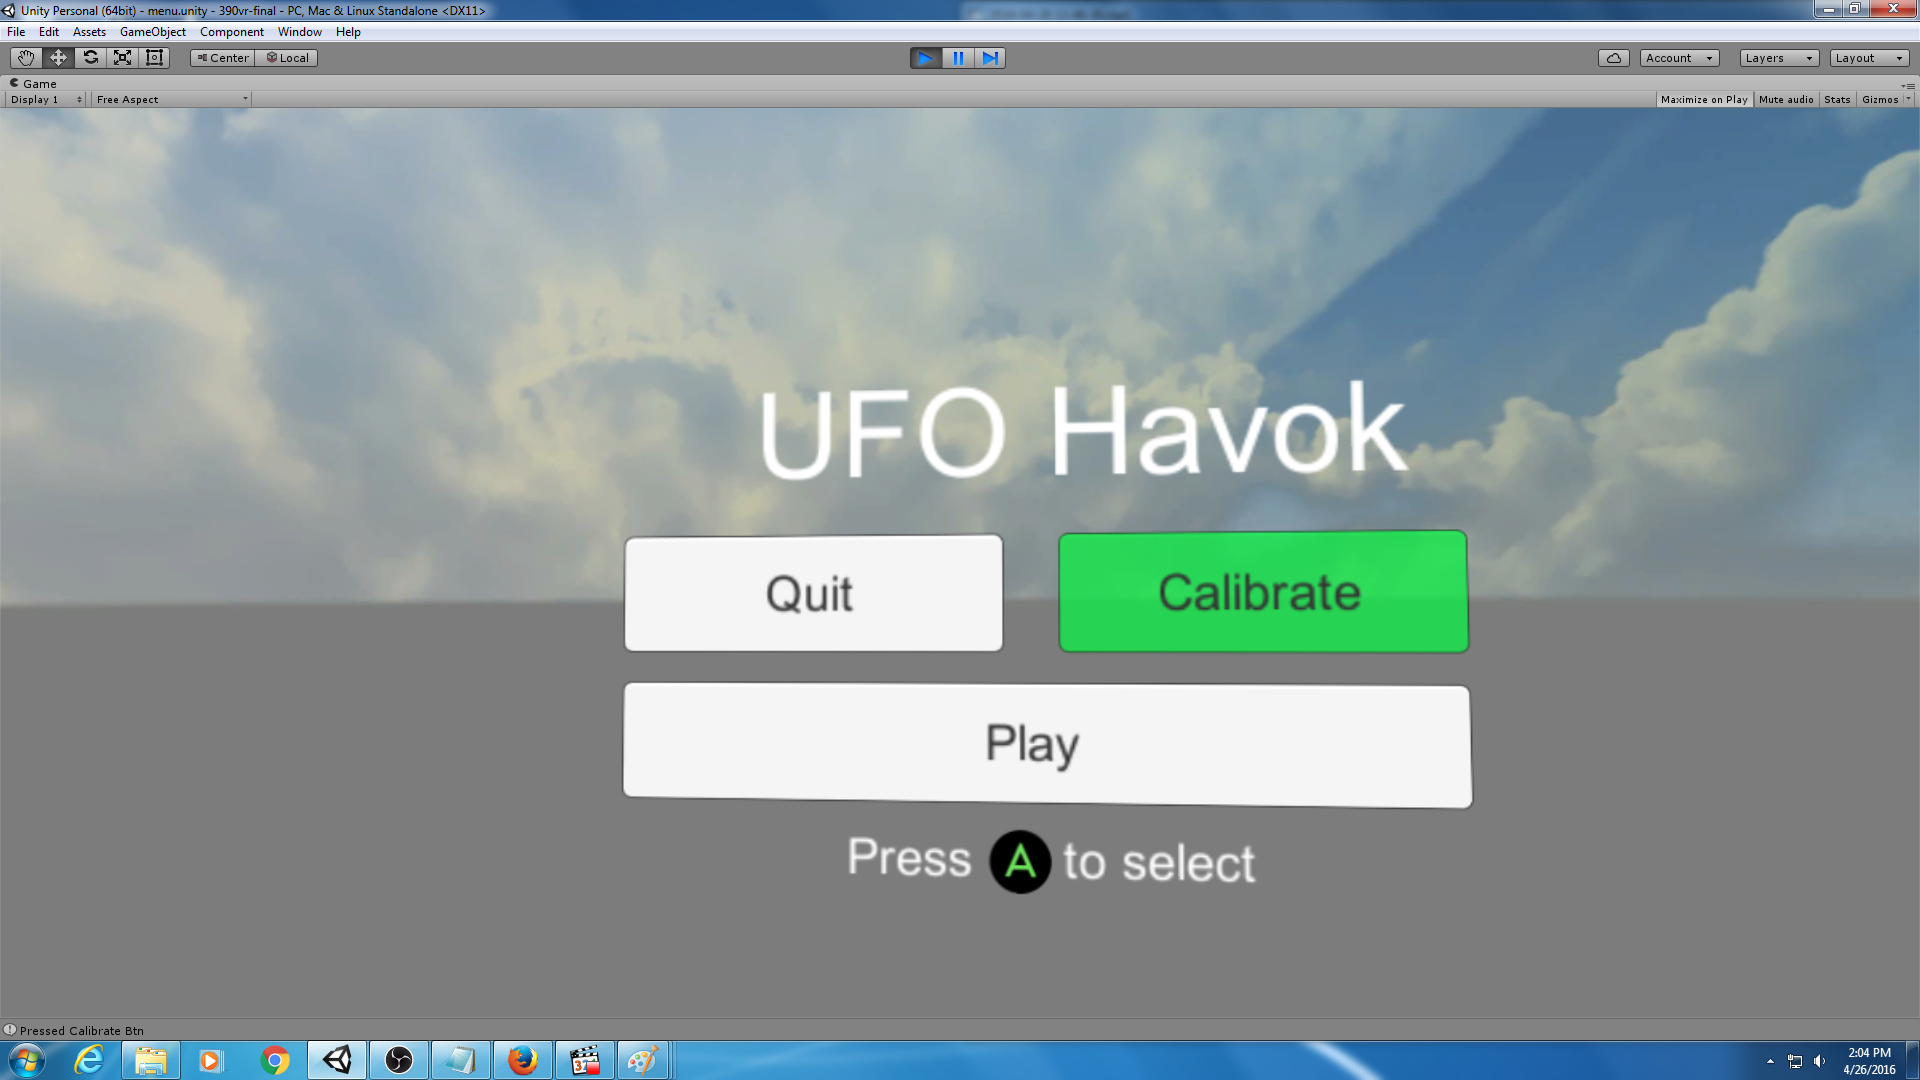 Unity Personal (64bit) - menu.unity - 390vr-final - PC, Mac & Linux Standalone <DX11>
File Edit Assets GameObject Component Window Help
Center Local Account Layers Layout
Game
Display 1 Free Aspect Maximize on Play Mute audio Stats Gizmos
UFO Havok
Quit Calibrate
Play
Press A to select
Pressed Calibrate Btn
2:04 PM
4/26/2016